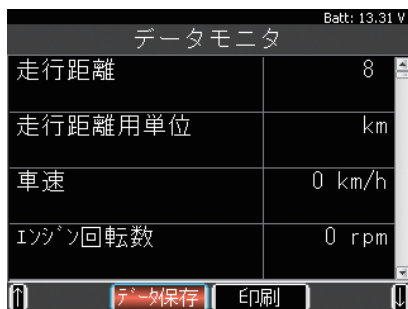 Batt: 13.31 V
データモニタ
走行距離 8
走行距離用単位 km
車速 0 km/h
ｴﾝｼﾞﾝ回転数 0 rpm
↑ ﾃﾞｰﾀ保存 印刷 ↓